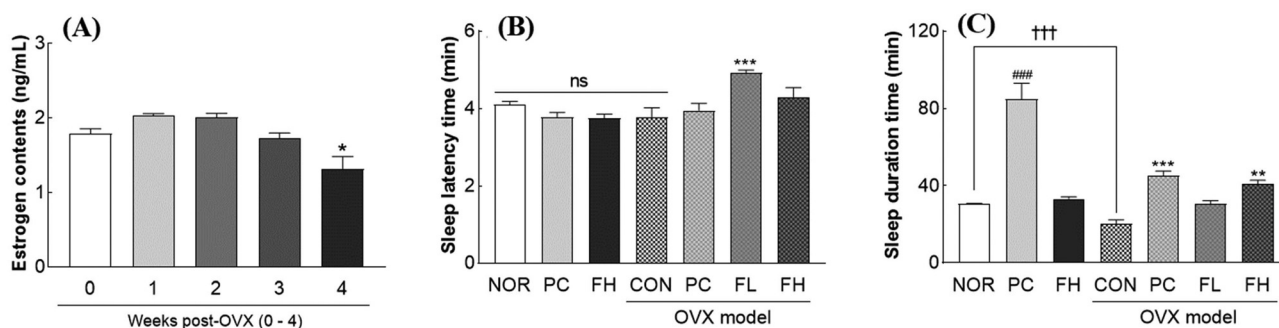 (A)
Estrogen contents (ng/mL)
3
2
1
0
*
0 1 2 3 4
Weeks post-OVX (0 - 4)
(B)
Sleep latency time (min)
6
4
2
0
ns
***
NOR PC FH CON PC FL FH
OVX model
(C)
Sleep duration time (min)
120
80
40
0
†††
###
***
**
NOR PC FH CON PC FL FH
OVX model